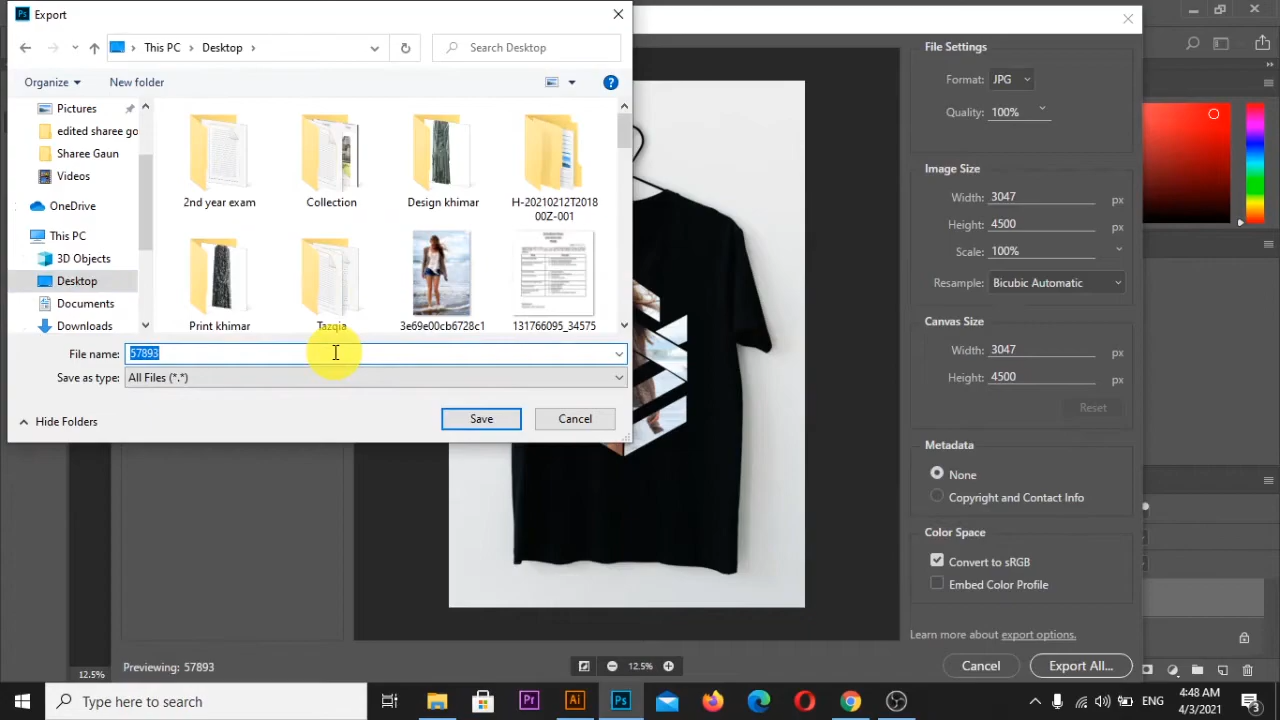 Export
This PC
Desktop
Search Desktop
Organize
New folder
Pictures
edited sharee go
Sharee Gaun
Videos
OneDrive
This PC
3D Objects
Desktop
Documents
Downloads
2nd year exam
Collection
Design khimar
H-20210212T2018
00Z-001
Print khimar
Tazqia
3e69e00cb6728c1
131766095_34575
File name: 57893
Save as type: All Files (*.*)
Hide Folders
Save
Cancel
Previewing: 57893
12.5%
12.5%
File Settings
Format: JPG
Quality: 100%
Image Size
Width: 3047 px
Height: 4500 px
Scale: 100%
Resample: Bicubic Automatic
Canvas Size
Width: 3047 px
Height: 4500 px
Reset
Metadata
None
Copyright and Contact Info
Color Space
Convert to sRGB
Embed Color Profile
Learn more about export options.
Cancel
Export All...
Type here to search
Pr
Ai
Ps
ENG
4:48 AM
4/3/2021
3